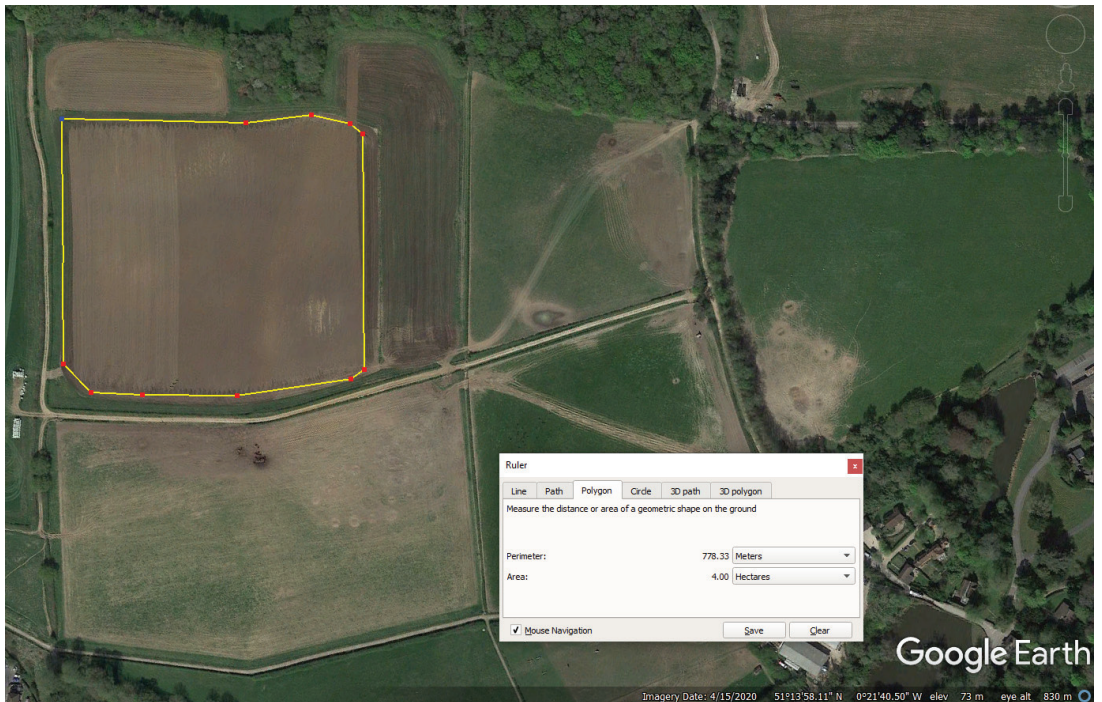 Ruler
x
Line Path Polygon Circle 3D path 3D polygon
Measure the distance or area of a geometric shape on the ground
Perimeter: 778.33 Meters
Area: 4.00 Hectares
Mouse Navigation Save Clear
Google Earth
Imagery Date: 4/15/2020 51°13'58.11" N 0°21'40.50" W elev 73 m eye alt 830 m